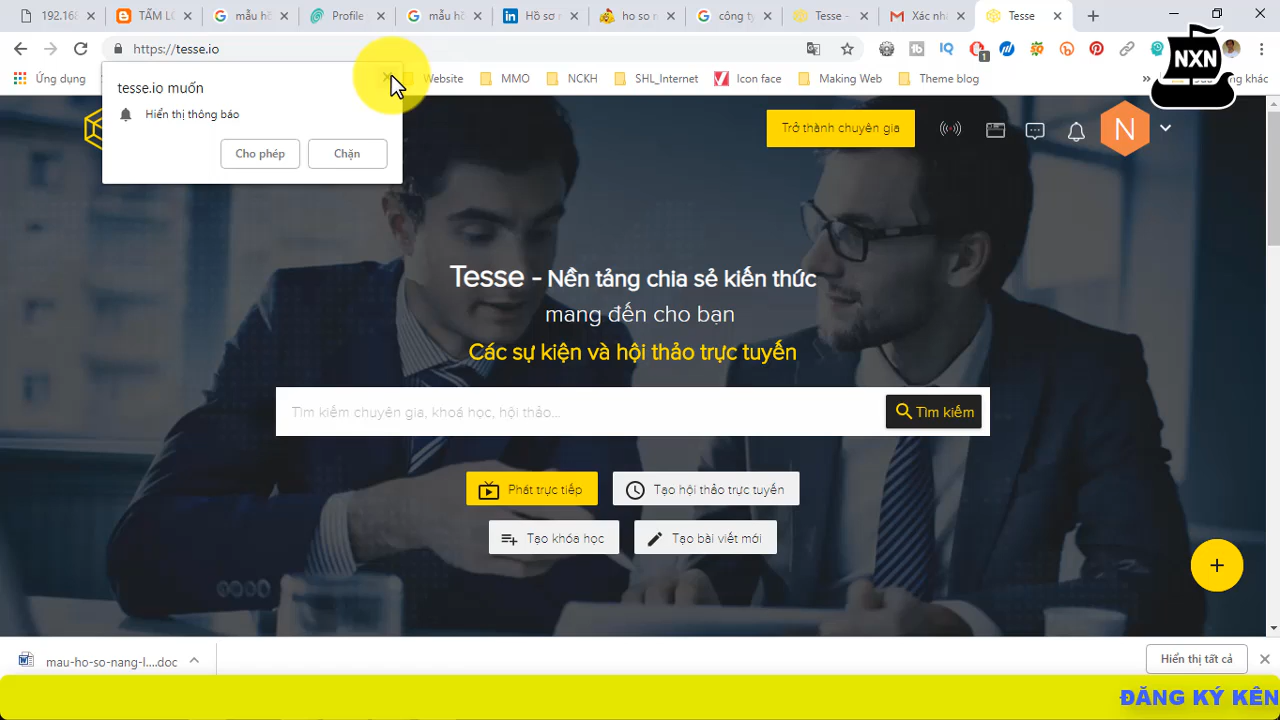 192.16
TẤM LÓ
mẫu hồ
Profile
mẫu hồ
Hồ sơ
ho so n
công ty
tesse -
Xác nh
Tesse
https://tesse.io
1
NXN
Ứng dụng
Website
MMO
NCKH
SHL_Internet
Icon face
Making Web
Theme blog
»
khác
tesse.io muốn
Hiển thị thông báo
Cho phép
Chặn
Trở thành chuyên gia
N
Tesse - Nền tảng chia sẻ kiến thức
mang đến cho bạn
Các sự kiện và hội thảo trực tuyến
Tìm kiếm chuyên gia, khoá học, hội thảo...
Tìm kiếm
Phát trực tiếp
Tạo hội thảo trực tuyến
Tạo khóa học
Tạo bài viết mới
mau-ho-so-nang-l....doc
Hiển thị tất cả
ĐĂNG KÝ KÊN